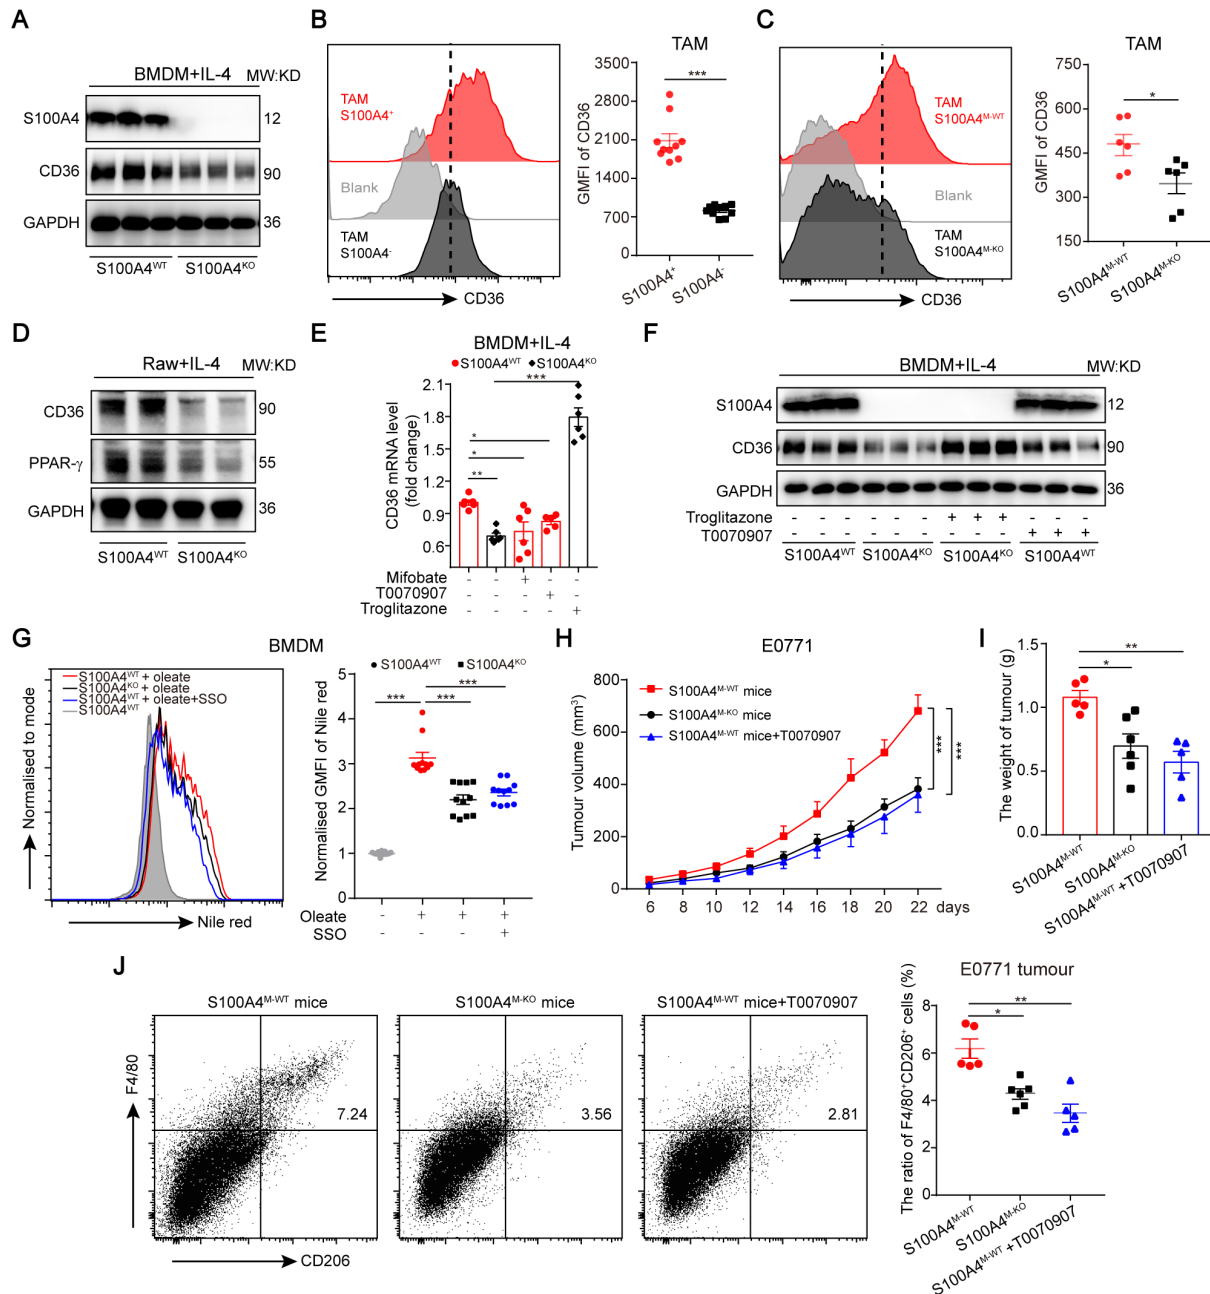 A
BMDM+IL-4 MW:KD
S100A4 12
CD36 90
GAPDH 36
S100A4WT S100A4KO
B
TAM S100A4+
Blank
TAM S100A4-
CD36
TAM
GMFI of CD36
3500
2800
2100
1400
700
0
***
S100A4+ S100A4-
C
TAM S100A4M-WT
Blank
TAM S100A4M-KO
CD36
TAM
GMFI of CD36
750
600
450
300
150
*
S100A4M-WT S100A4M-KO
D
Raw+IL-4 MW:KD
CD36 90
PPAR-γ 55
GAPDH 36
S100A4WT S100A4KO
E
BMDM+IL-4
S100A4WT S100A4KO
CD36 mRNA level (fold change)
2.1
1.8
1.5
1.2
0.9
0.6
***
*
*
**
Mifobate - - + - -
T0070907 - - - + -
Troglitazone - - - - +
F
BMDM+IL-4 MW:KD
S100A4 12
CD36 90
GAPDH 36
Troglitazone - - - - - - + + + - - -
T0070907 - - - - - - - - - + + +
S100A4WT S100A4KO S100A4KO S100A4WT
G
BMDM
Normalised to mode
S100A4WT + oleate
S100A4KO + oleate
S100A4WT + oleate+SSO
S100A4WT
Nile red
S100A4WT S100A4KO
Normalised GMFI of Nile red
5
4
3
2
1
0
***
***
***
Oleate - + + +
SSO - - - +
H
E0771
Tumour volume (mm3)
800
600
400
200
0
S100A4M-WT mice
S100A4M-KO mice
S100A4M-WT mice+T0070907
***
***
6 8 10 12 14 16 18 20 22 days
I
The weight of tumour (g)
1.5
1.0
0.5
0.0
**
*
S100A4M-WT
S100A4M-KO
S100A4M-WT +T0070907
J
S100A4M-WT mice S100A4M-KO mice S100A4M-WT mice+T0070907
F4/80
7.24 3.56 2.81
CD206
E0771 tumour
The ratio of F4/80+CD206+ cells (%)
8
6
4
2
0
**
*
S100A4M-WT
S100A4M-KO
S100A4M-WT +T0070907